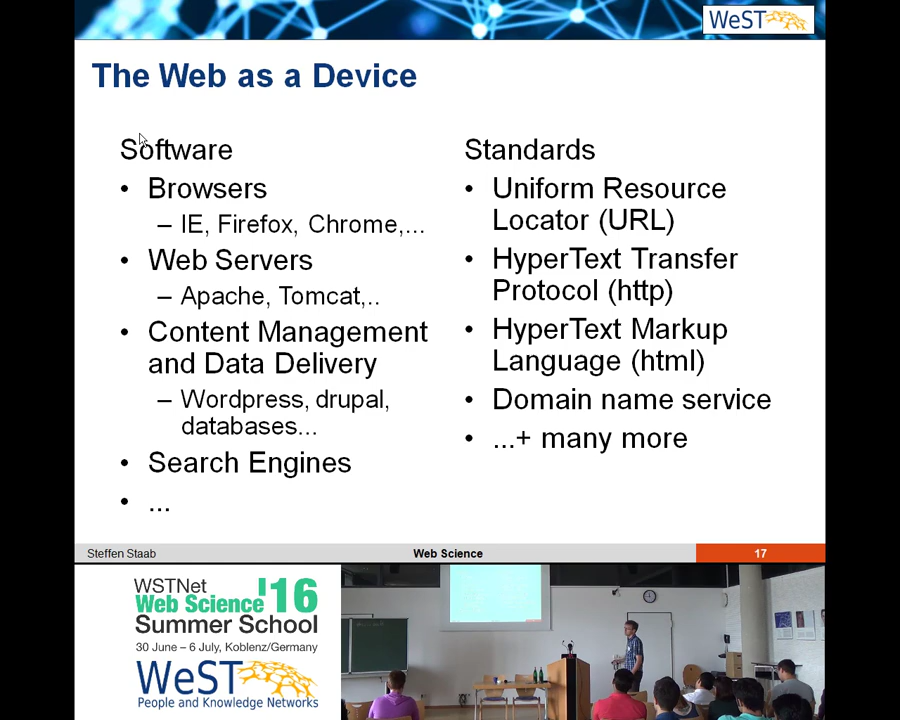 WeST
The Web as a Device
Software
• Browsers
– IE, Firefox, Chrome,...
• Web Servers
– Apache, Tomcat,..
• Content Management
and Data Delivery
– Wordpress, drupal,
databases...
• Search Engines
• ...
Standards
• Uniform Resource
Locator (URL)
• HyperText Transfer
Protocol (http)
• HyperText Markup
Language (html)
• Domain name service
• ...+ many more
Steffen Staab
Web Science
17
WSTNet
Web Science '16
Summer School
30 June – 6 July, Koblenz/Germany
WeST
People and Knowledge Networks